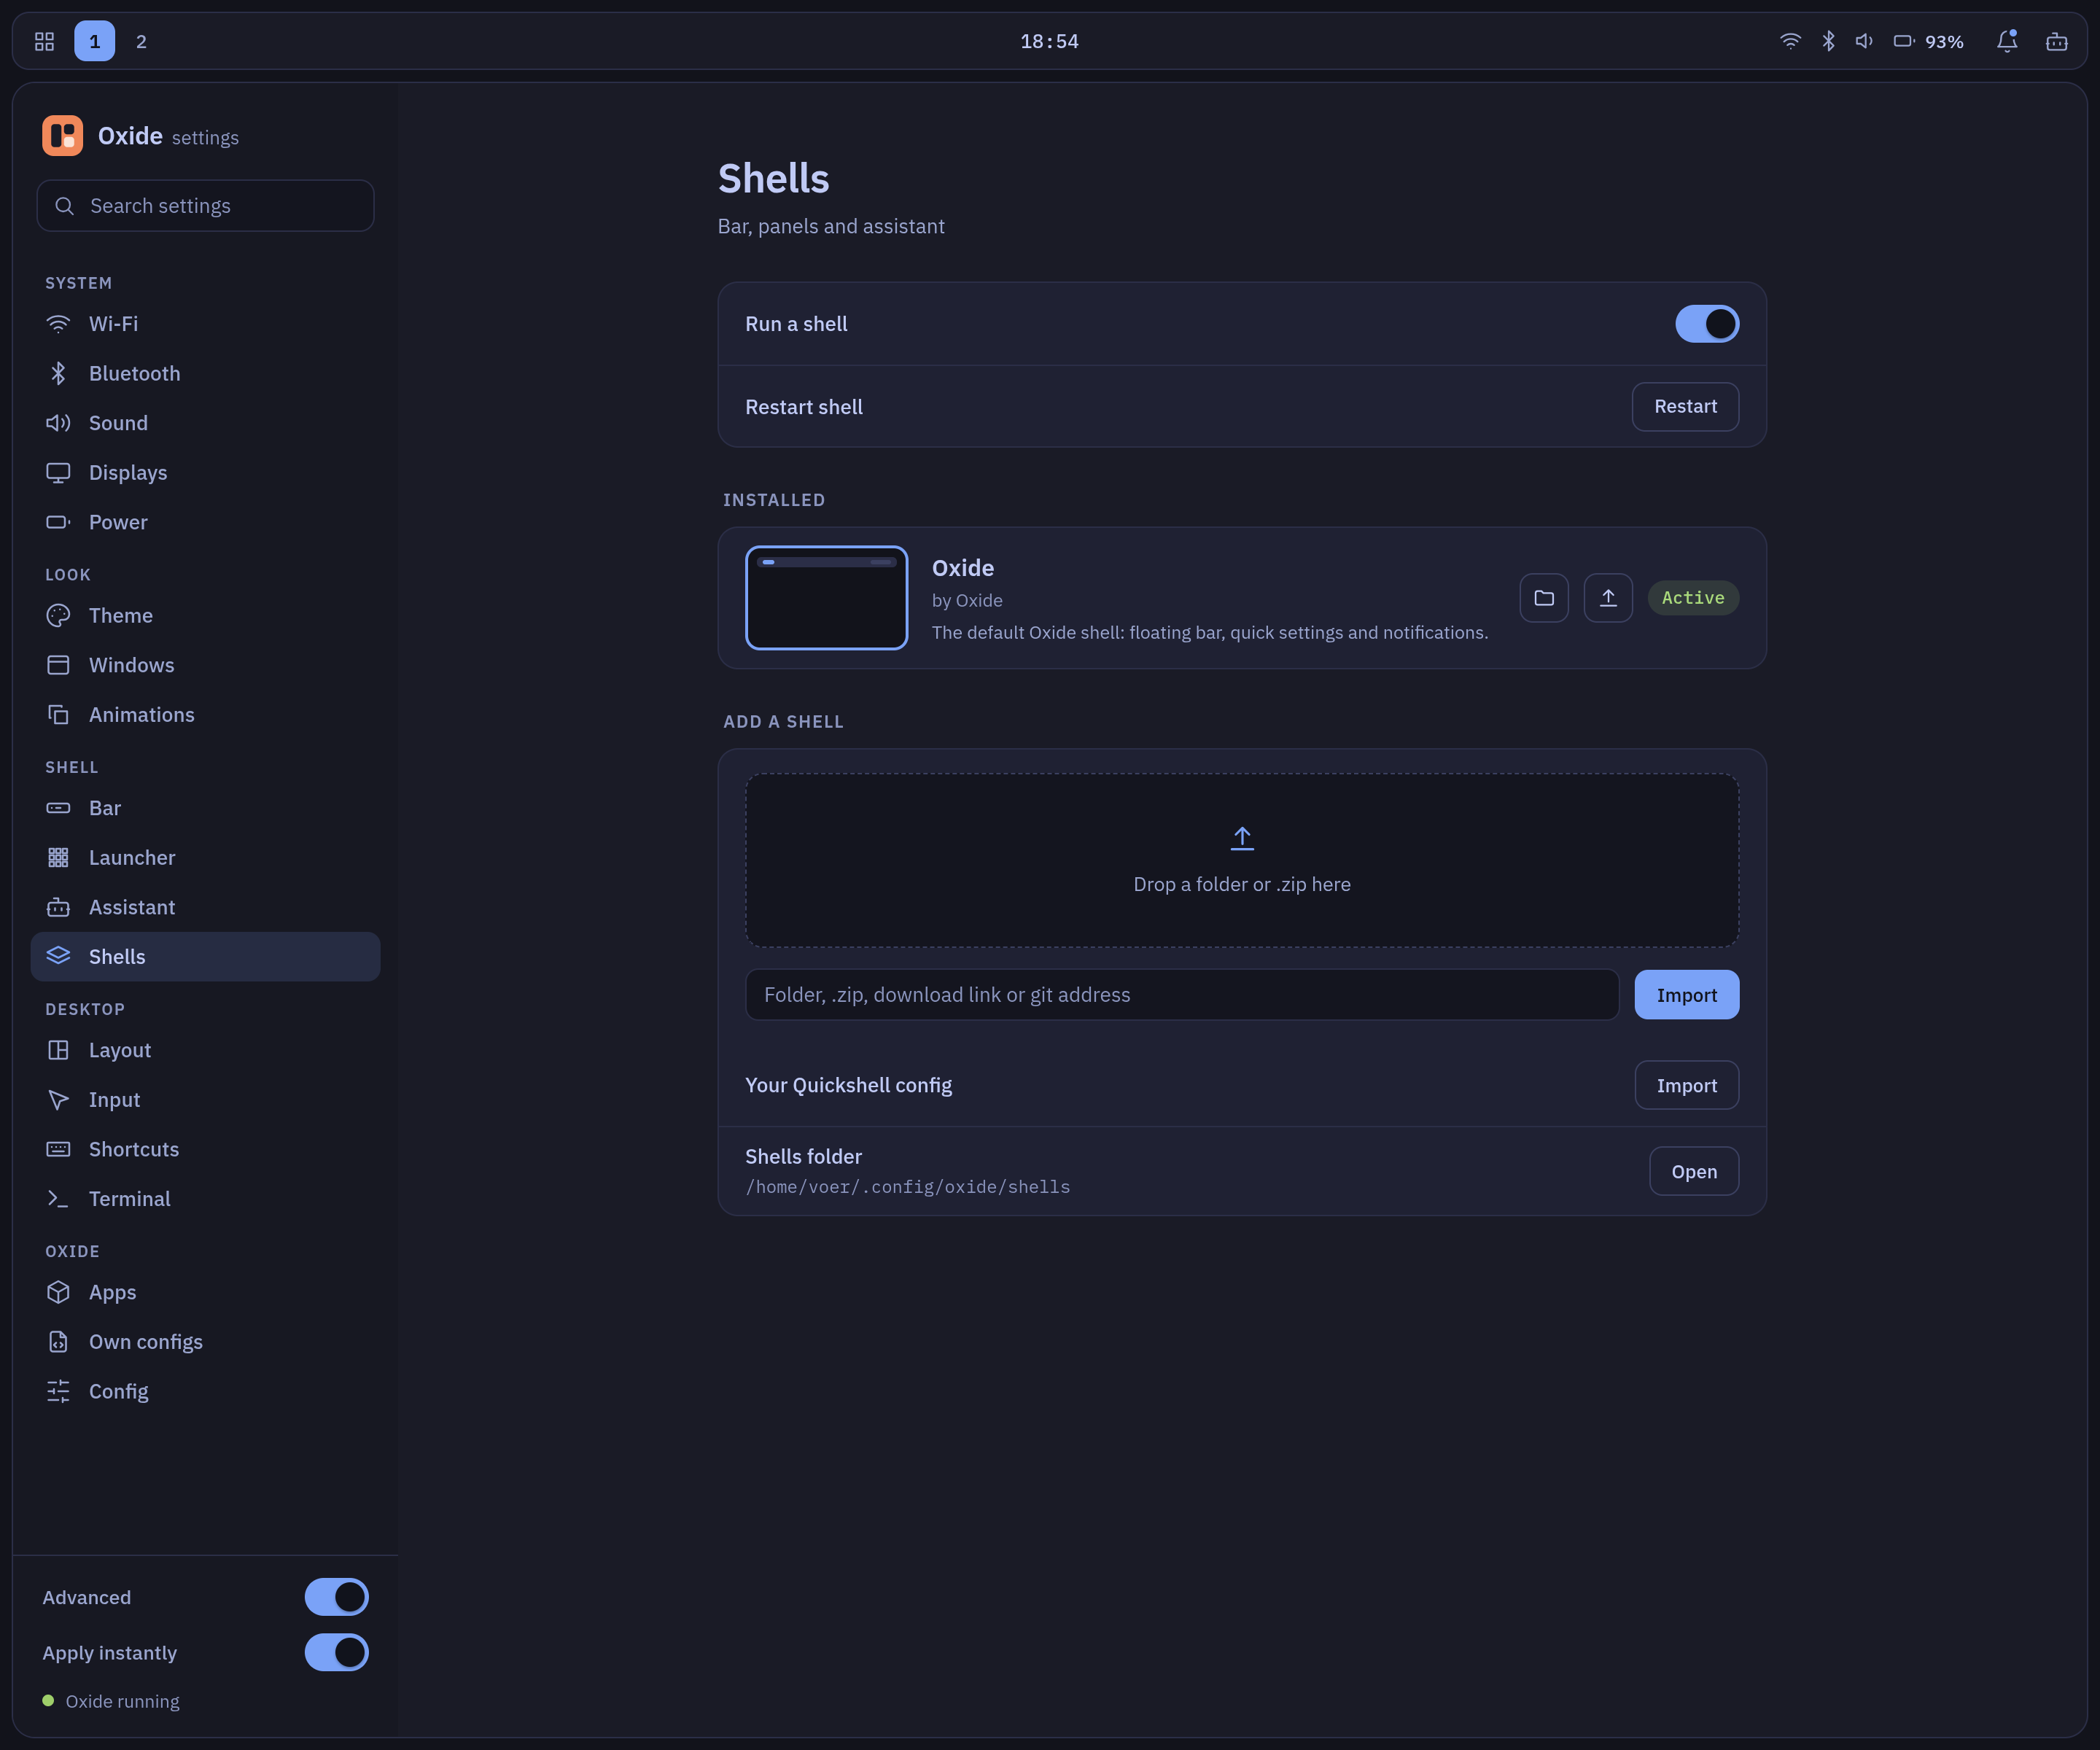 1 2 18:54 93%
Oxide settings
Search settings
SYSTEM
Wi-Fi
Bluetooth
Sound
Displays
Power
LOOK
Theme
Windows
Animations
SHELL
Bar
Launcher
Assistant
Shells
DESKTOP
Layout
Input
Shortcuts
Terminal
OXIDE
Apps
Own configs
Config
Advanced
Apply instantly
Oxide running
Shells
Bar, panels and assistant
Run a shell
Restart shell Restart
INSTALLED
Oxide
by Oxide
The default Oxide shell: floating bar, quick settings and notifications.
Active
ADD A SHELL
Drop a folder or .zip here
Folder, .zip, download link or git address Import
Your Quickshell config Import
Shells folder
/home/voer/.config/oxide/shells
Open